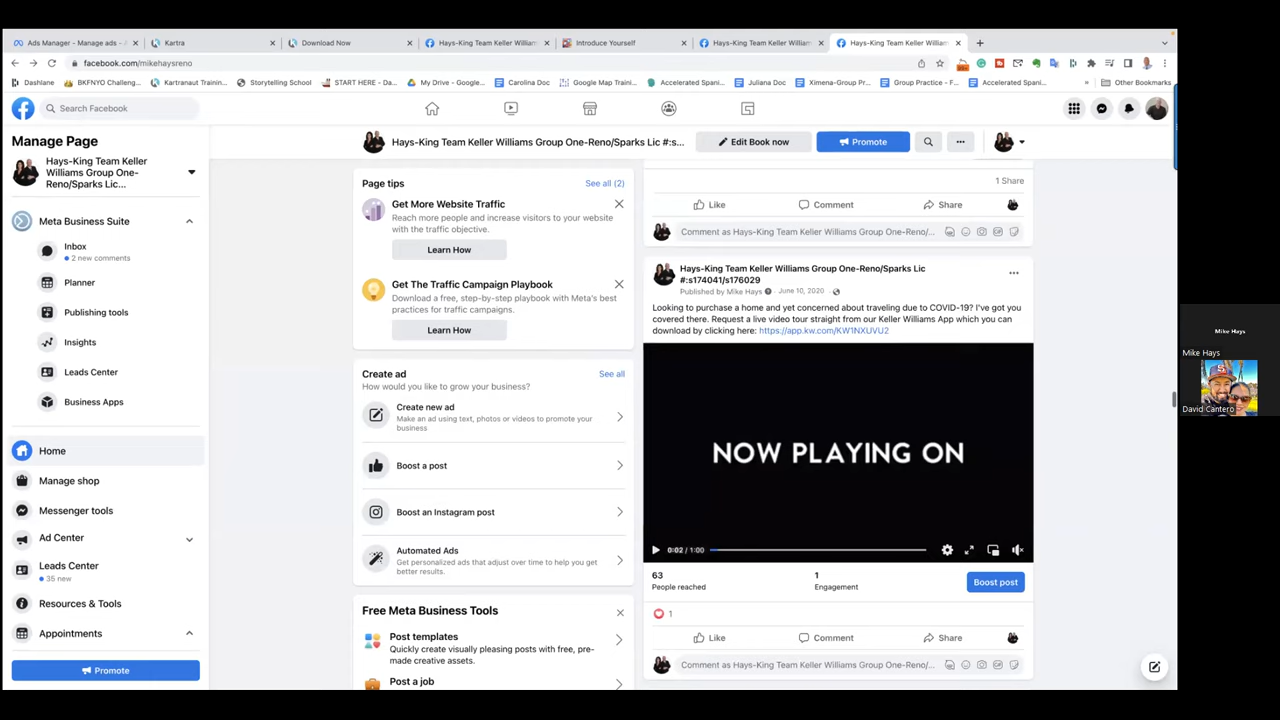 Ads Manager - Manage ads - A
Kartra
Download Now
Hays-King Team Keller William
Introduce Yourself
Hays-King Team Keller William
Hays-King Team Keller William
facebook.com/mikehaysreno
Dashlane
BKFNYO Challeng...
Kartranaut Trainin...
Storytelling School
START HERE - Da...
My Drive - Google...
Carolina Doc
Google Map Traini...
Accelerated Spani...
Juliana Doc
Ximena-Group Pr...
Group Practice - F...
Accelerated Spani...
»
Other Bookmarks
Search Facebook
Manage Page
Hays-King Team Keller
Williams Group One-
Reno/Sparks Lic...
Hays-King Team Keller Williams Group One-Reno/Sparks Lic #:s...
Edit Book now
Promote
Meta Business Suite
Inbox
2 new comments
Planner
Publishing tools
Insights
Leads Center
Business Apps
Home
Manage shop
Messenger tools
Ad Center
Leads Center
35 new
Resources & Tools
Appointments
Promote
Page tips
See all (2)
Get More Website Traffic
Reach more people and increase visitors to your website
with the traffic objective.
Learn How
Get The Traffic Campaign Playbook
Download a free, step-by-step playbook with Meta's best
practices for traffic campaigns.
Learn How
Create ad
See all
How would you like to grow your business?
Create new ad
Make an ad using text, photos or videos to promote your
business
Boost a post
Boost an Instagram post
Automated Ads
Get personalized ads that adjust over time to help you get
better results.
Free Meta Business Tools
Post templates
Quickly create visually pleasing posts with free, pre-
made creative assets.
Post a job
1 Share
Like
Comment
Share
Comment as Hays-King Team Keller Williams Group One-Reno/...
Hays-King Team Keller Williams Group One-Reno/Sparks Lic
#:s174041/s176029
Published by Mike Hays · June 10, 2020 ·
Looking to purchase a home and yet concerned about traveling due to COVID-19? I've got you
covered there. Request a live video tour straight from our Keller Williams App which you can
download by clicking here: https://app.kw.com/KW1NXUVU2
NOW PLAYING ON
0:02 / 1:00
63
People reached
1
Engagement
Boost post
1
Like
Comment
Share
Comment as Hays-King Team Keller Williams Group One-Reno/...
Mike Hays
Mike Hays
David Cantero